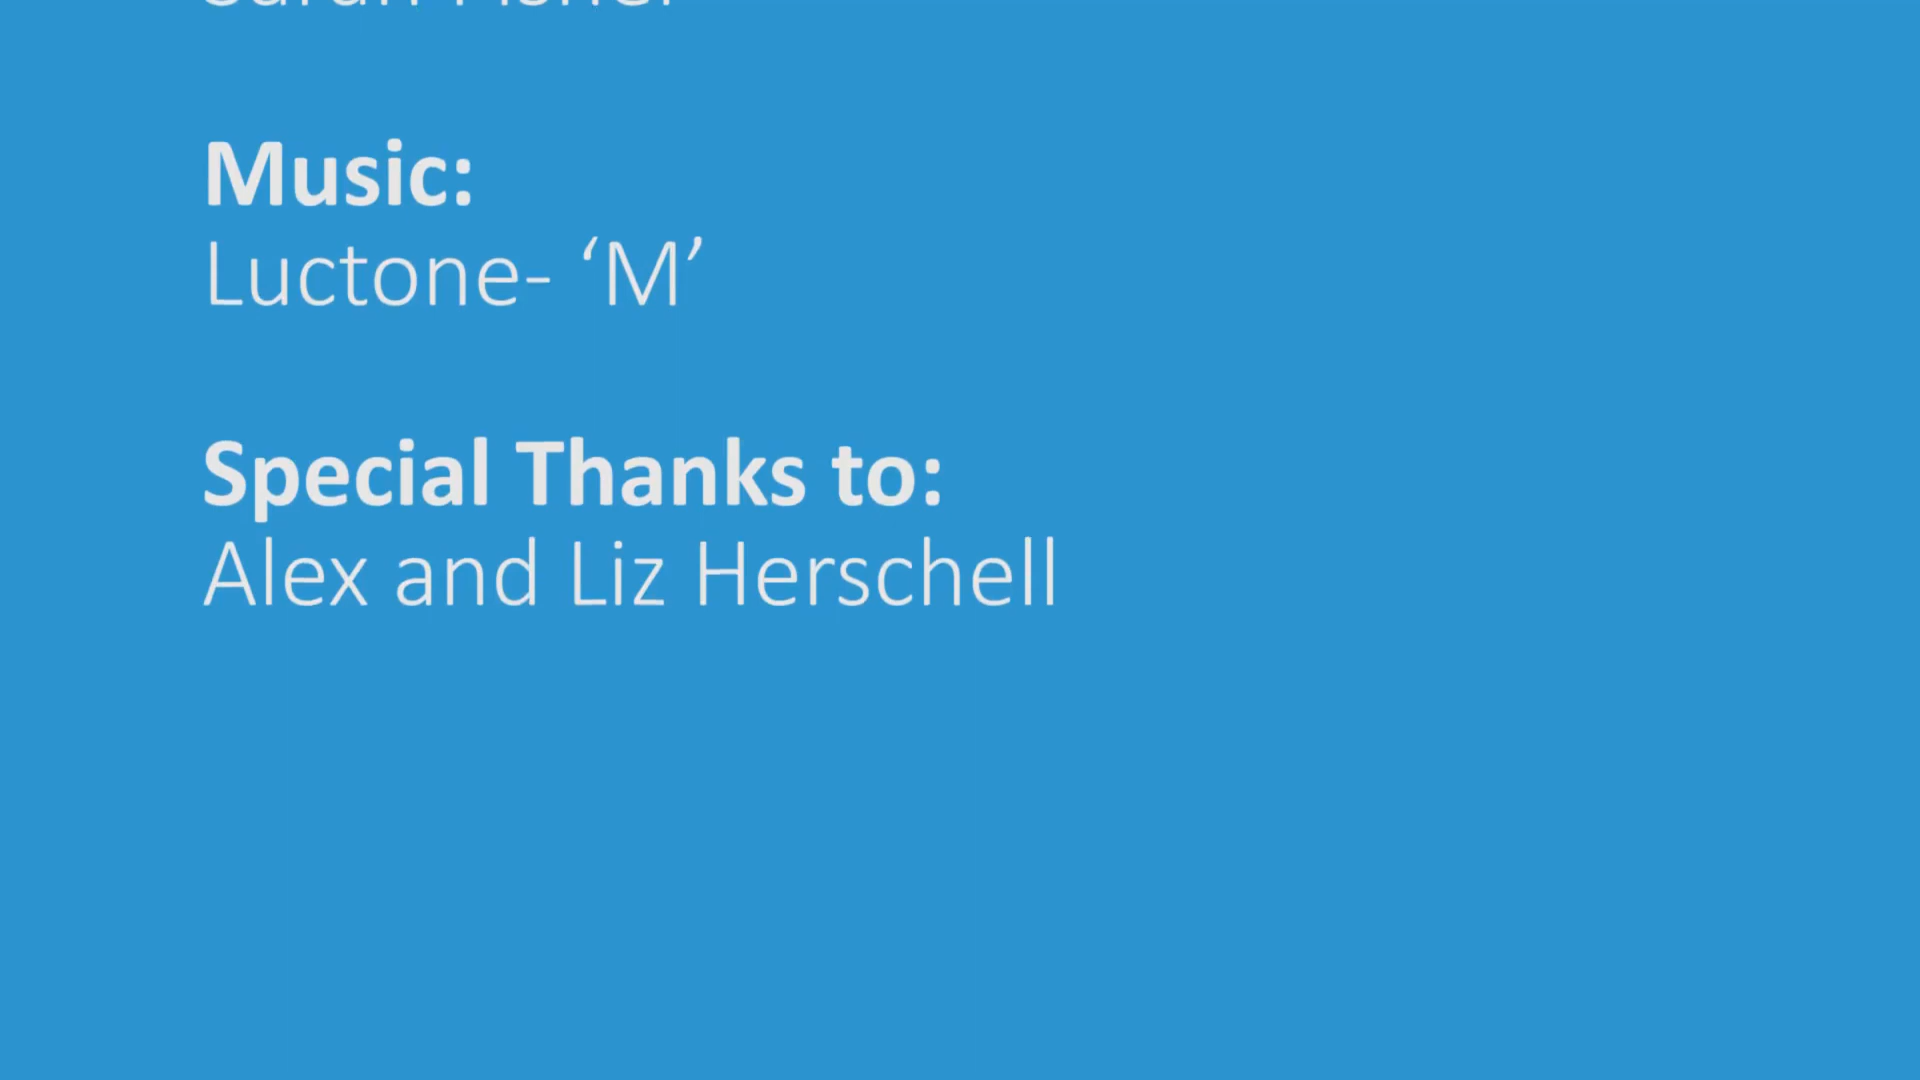 Music:
Luctone- ‘M’
Special Thanks to:
Alex and Liz Herschell